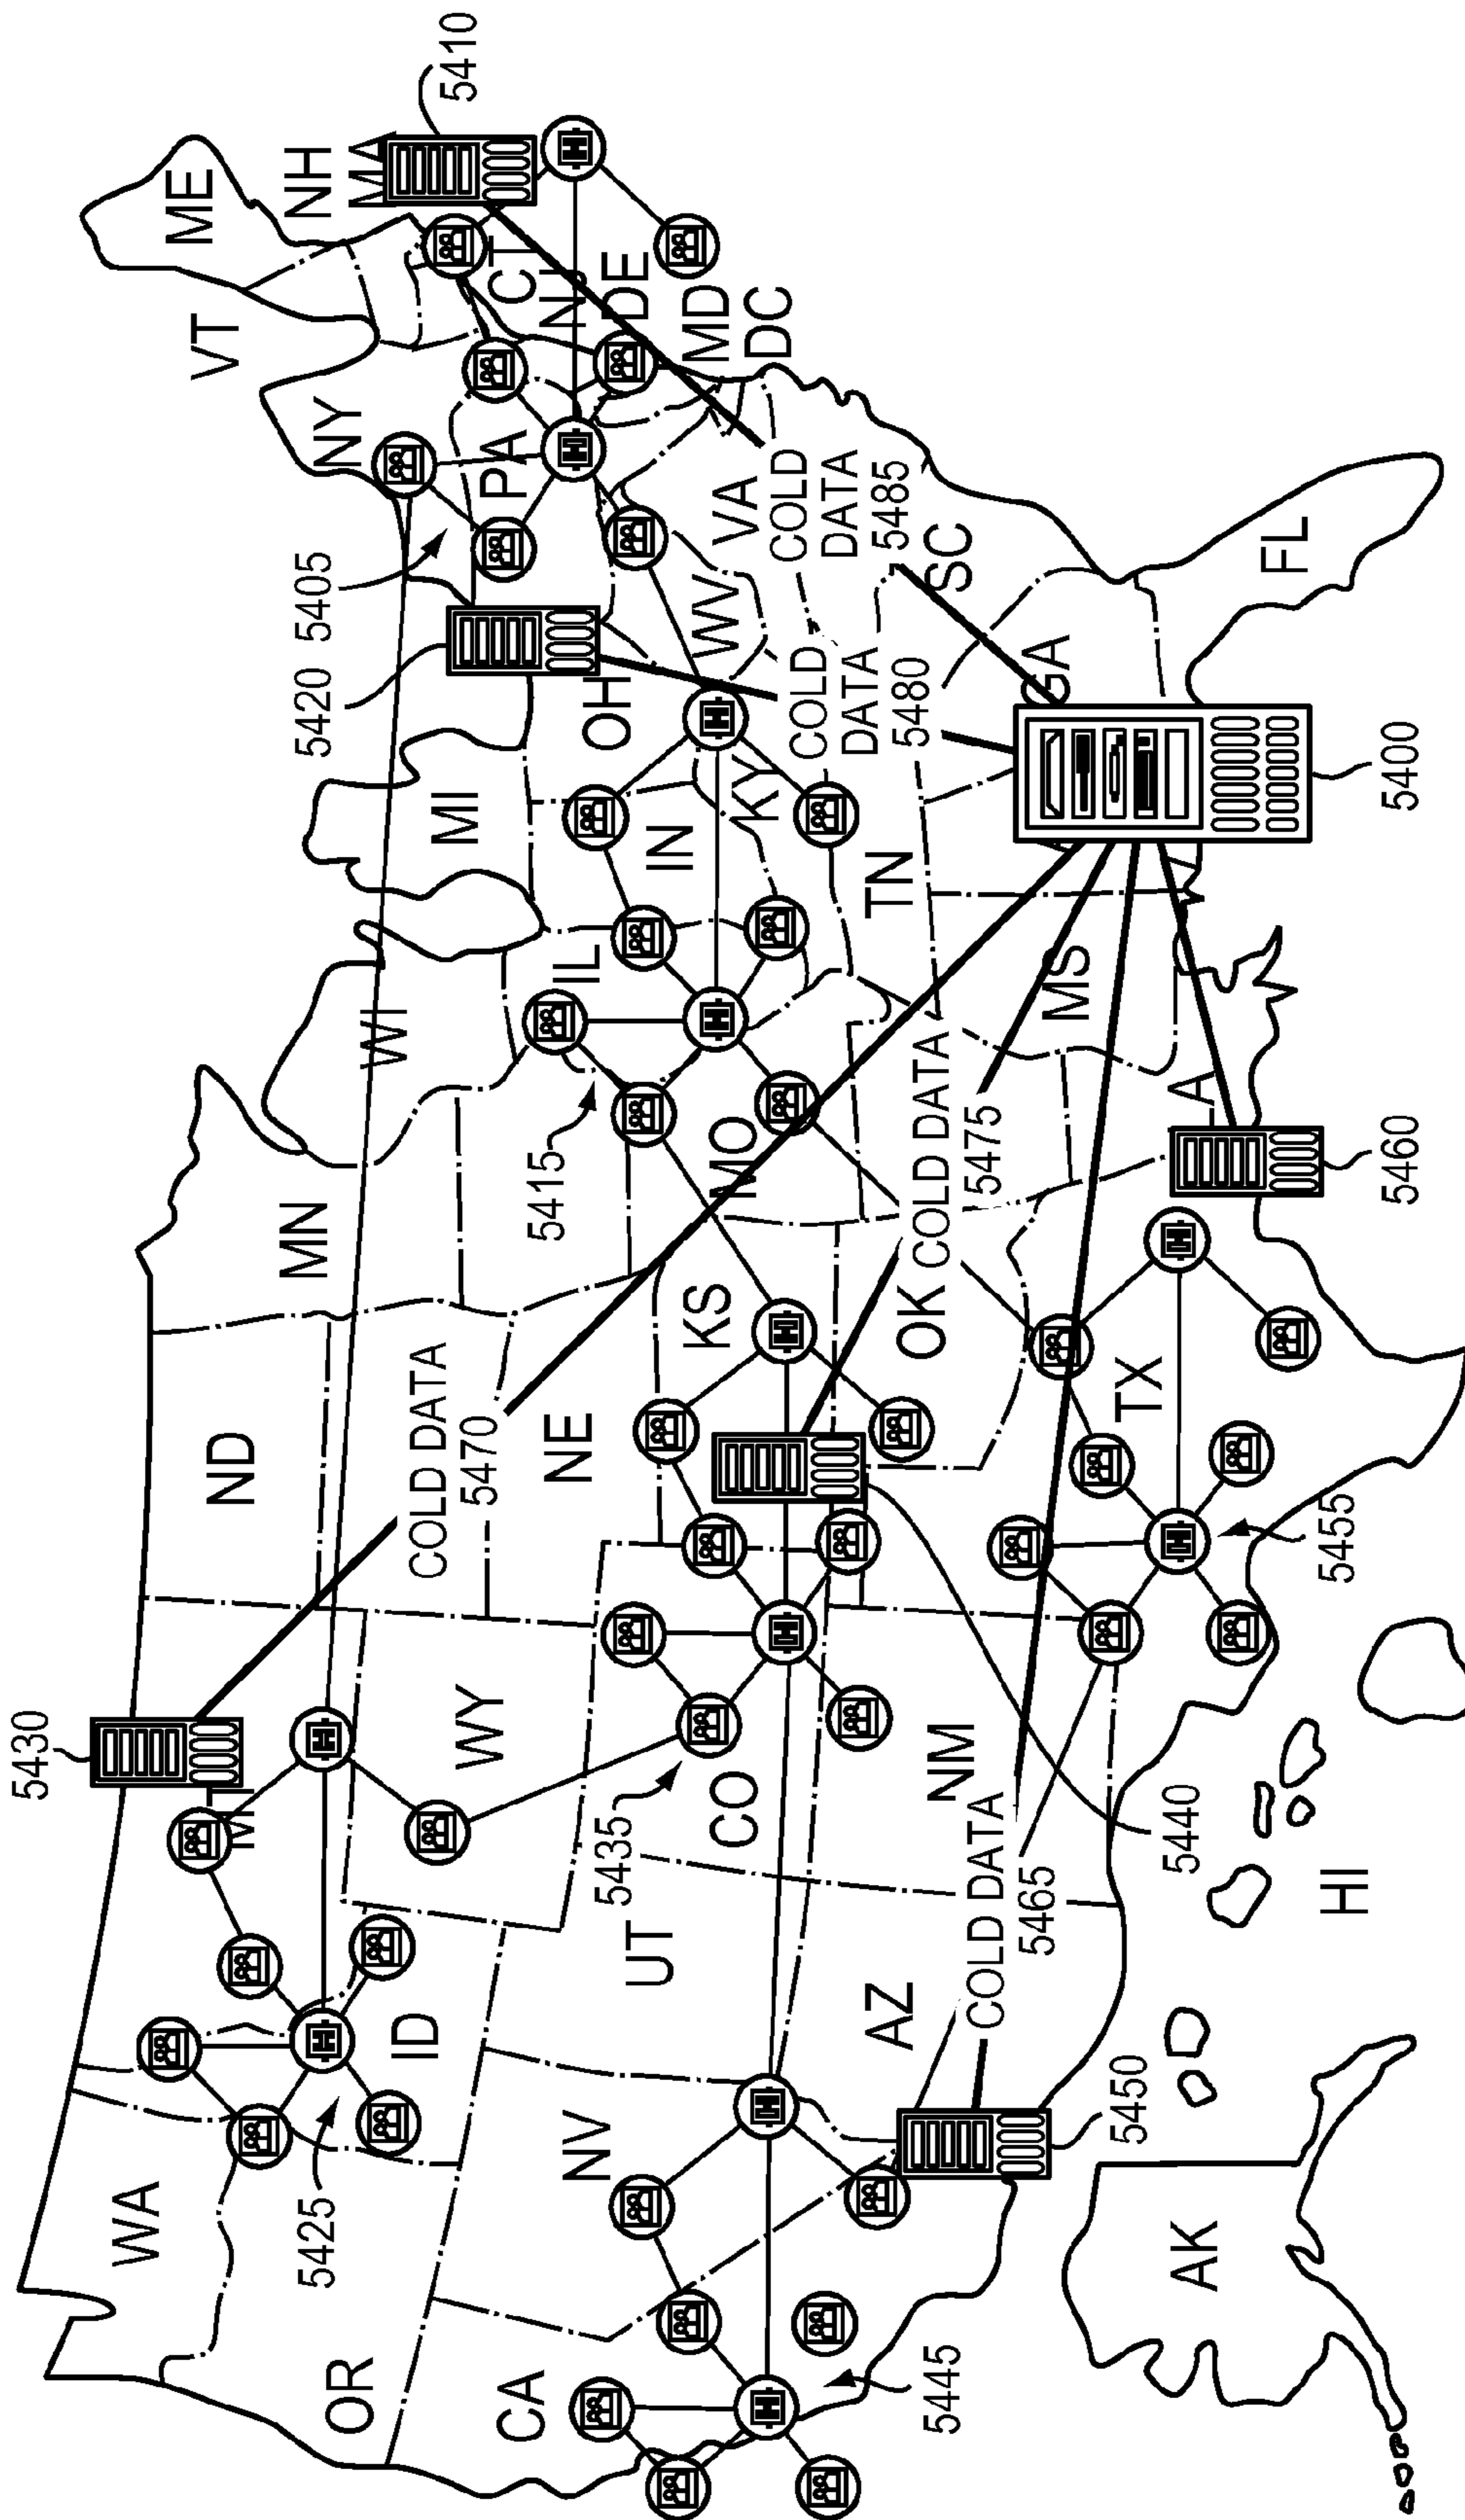 5430
WA
ME
VT
ND
MT
MN
NH
5425
5420
5405
OR
NY
MA
WI
ID
COLD DATA
5470
MI
5410
WY
PA
CT
CA
5415
NJ
NE
IL
NV
OH
5435
DE
UT
IN
KS
MD
WV
CO
MO
VA
KY
DC
COLD
DATA
5485
COLD
DATA
5480
AZ
TN
OK
COLD DATA
5475
5445
NM
SC
COLD DATA
5465
GA
MS
5450
TX
5440
LA
AK
FL
5455
HI
5460
5400